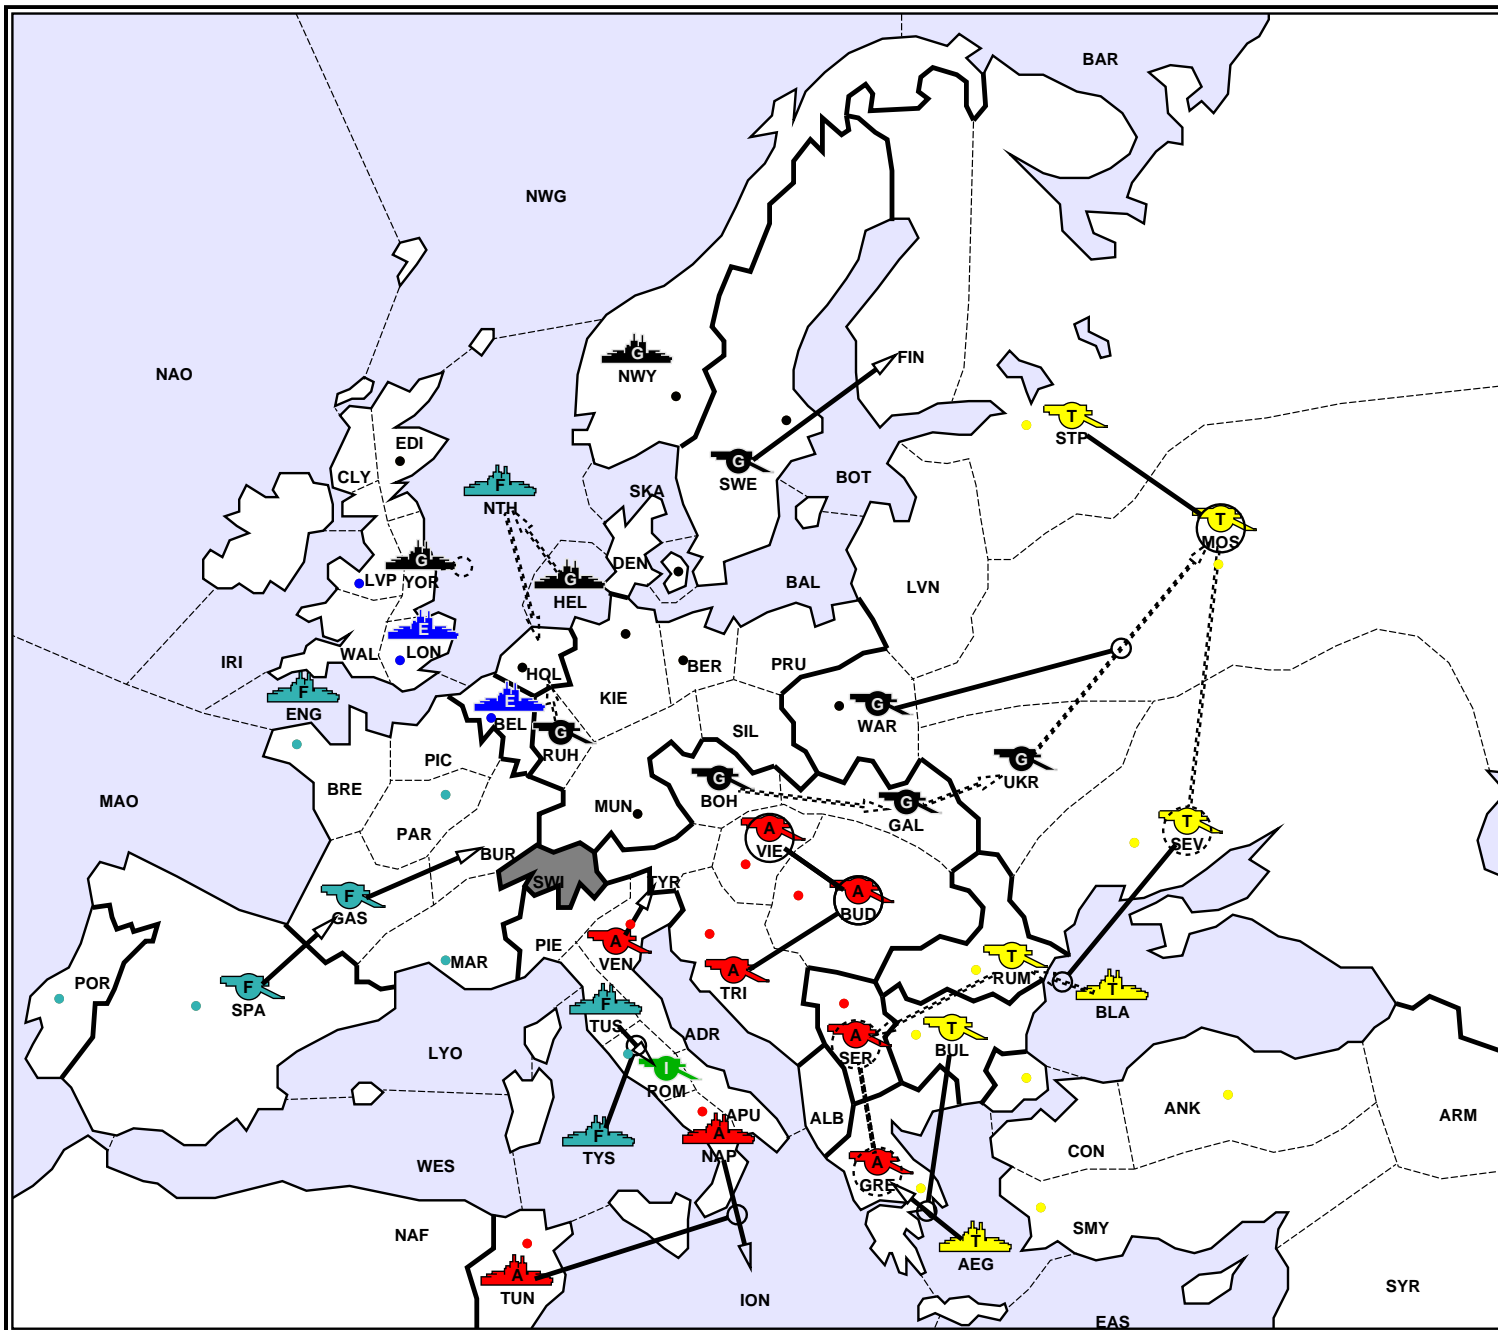 BAR
NWG
NAO
G
NWY
FIN
T
STP
EDI
CLY
G
SWE
BOT
SKA
F
NTH
T
MOS
G
YOR
LVP
DEN
G
HEL
BAL
LVN
E
LON
WAL
IRI
HOL
BER
PRU
KIE
F
ENG
E
BEL
G
WAR
G
RUH
SIL
PIC
G
UKR
BRE
G
BOH
G
GAL
MAO
MUN
PAR
T
SEV
A
VIE
BUR
SWI
TYR
F
GAS
A
BUD
PIE
A
VEN
MAR
POR
F
SPA
A
TRI
T
RUM
T
BLA
F
TUS
ADR
A
SER
T
BUL
LYO
I
ROM
APU
ALB
ANK
ARM
F
TYS
A
NAP
CON
WES
A
GRE
NAF
SMY
T
AEG
A
TUN
ION
SYR
EAS